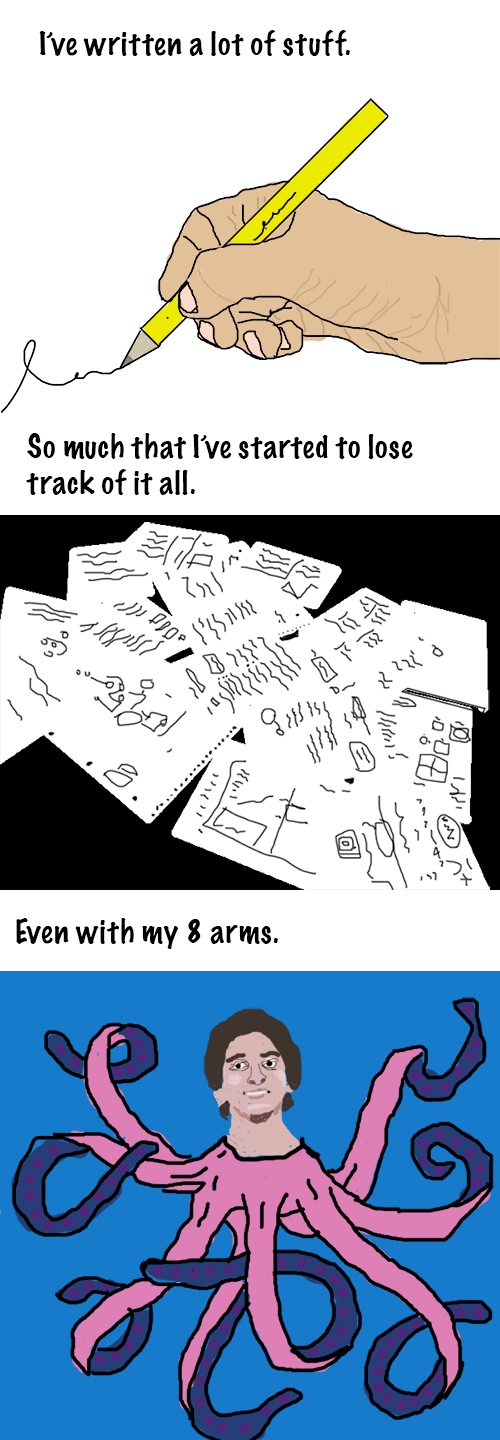 I've written a lot of stuff.
So much that I've started to lose
track of it all.
Even with my 8 arms.